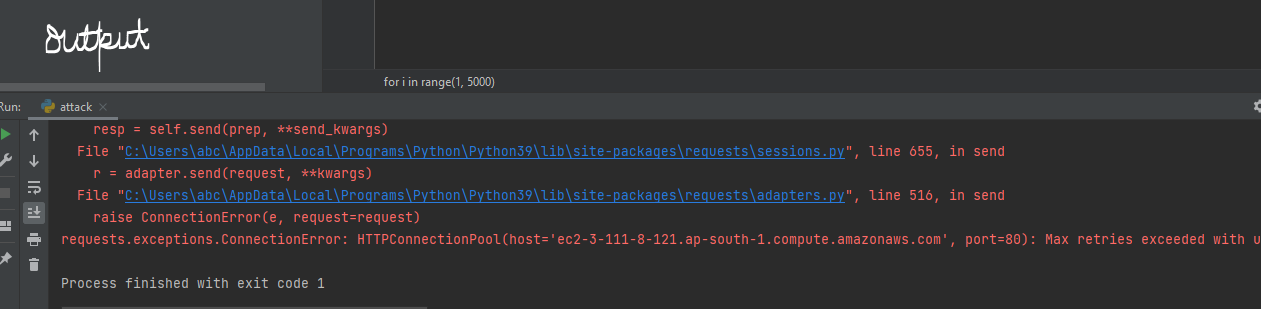 Output
for i in range(1, 5000)
Run:
attack
resp = self.send(prep, **send_kwargs)
File "C:\Users\abc\AppData\Local\Programs\Python\Python39\lib\site-packages\requests\sessions.py", line 655, in send
r = adapter.send(request, **kwargs)
File "C:\Users\abc\AppData\Local\Programs\Python\Python39\lib\site-packages\requests\adapters.py", line 516, in send
raise ConnectionError(e, request=request)
requests.exceptions.ConnectionError: HTTPConnectionPool(host='ec2-3-111-8-121.ap-south-1.compute.amazonaws.com', port=80): Max retries exceeded with u
Process finished with exit code 1